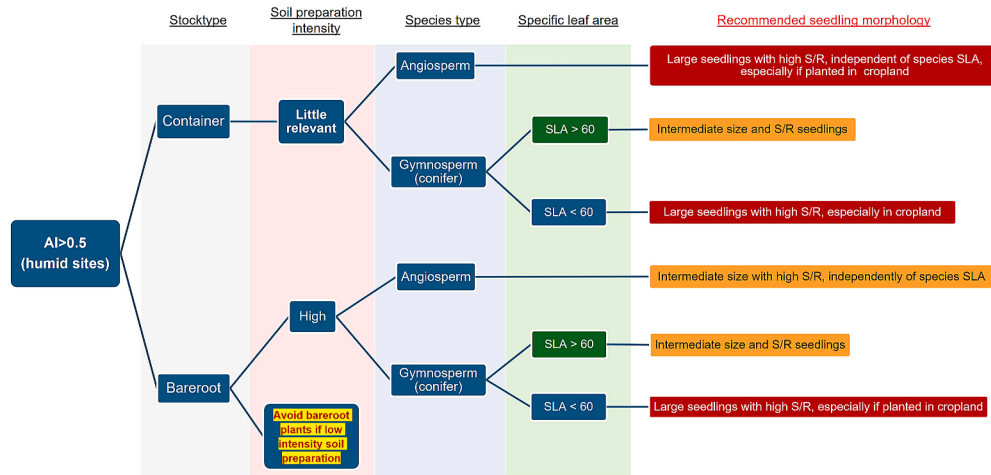 Stocktype
Soil preparation
intensity
Species type
Specific leaf area
Recommended seedling morphology
Angiosperm
Large seedlings with high S/R, independent of species SLA,
especially if planted in cropland
Container
Little
relevant
SLA > 60
Intermediate size and S/R seedlings
Gymnosperm
(conifer)
SLA < 60
Large seedlings with high S/R, especially in cropland
AI>0.5
(humid sites)
Angiosperm
Intermediate size with high S/R, independently of species SLA
High
SLA > 60
Intermediate size and S/R seedlings
Bareroot
Gymnosperm
(conifer)
SLA < 60
Large seedlings with high S/R, especially if planted in cropland
Avoid bareroot
plants if low
intensity soil
preparation